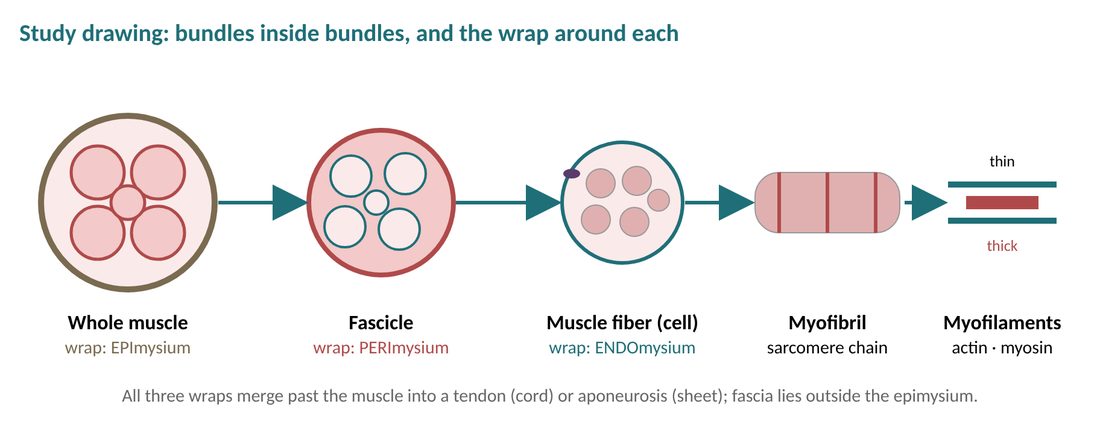 Study drawing: bundles inside bundles, and the wrap around each
thin
thick
Whole muscle
wrap: EPImysium
Fascicle
wrap: PERImysium
Muscle fiber (cell)
wrap: ENDOmysium
Myofibril
sarcomere chain
Myofilaments
actin · myosin
All three wraps merge past the muscle into a tendon (cord) or aponeurosis (sheet); fascia lies outside the epimysium.